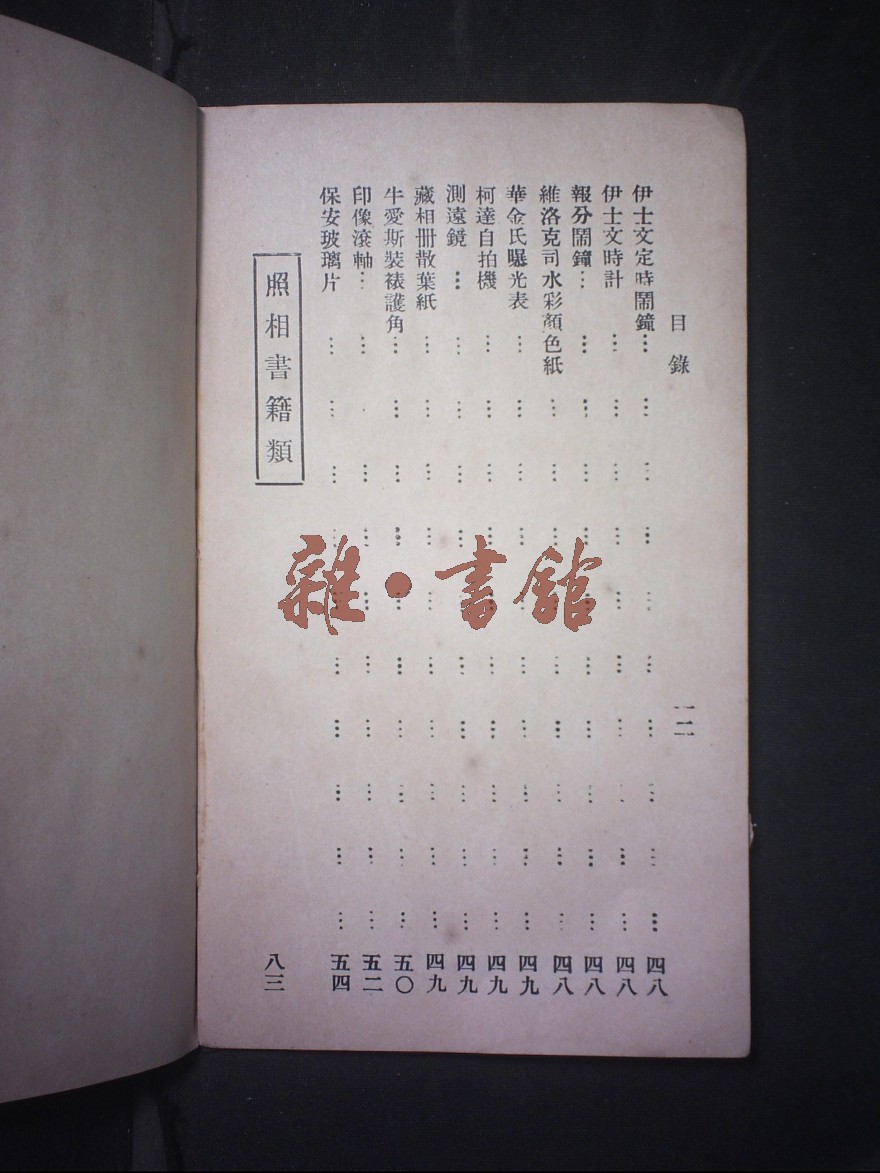 目錄 一二
伊士文定時鬧鐘⋯ 四八
伊士文時計⋯ 四八
報分鬧鐘⋯ 四八
維洛克司水彩顏色紙⋯ 四八
華金氏曝光表⋯ 四九
柯達自拍機⋯ 四九
測遠鏡⋯ 四九
藏相冊散葉紙⋯ 四九
牛愛斯裝裱護角⋯ 五〇
印像滾軸⋯ 五二
保安玻璃片⋯ 五四
照相書籍類 八三
雜·書館